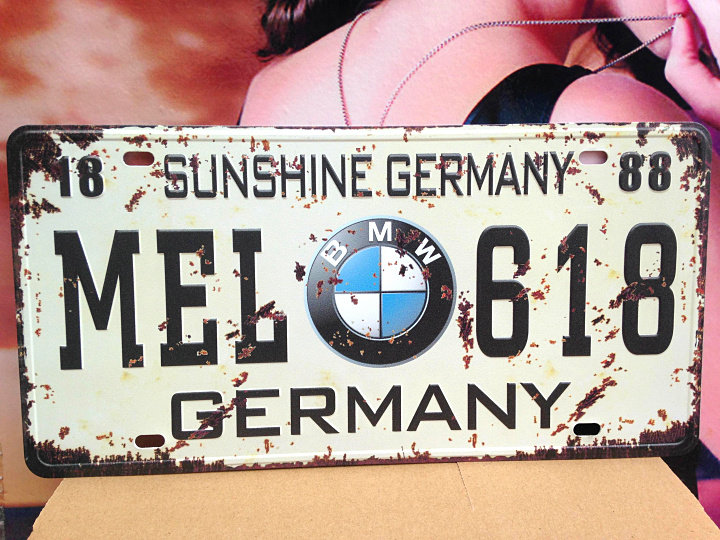 18 SUNSHINE GERMANY 88
MEL BMW 618
GERMANY